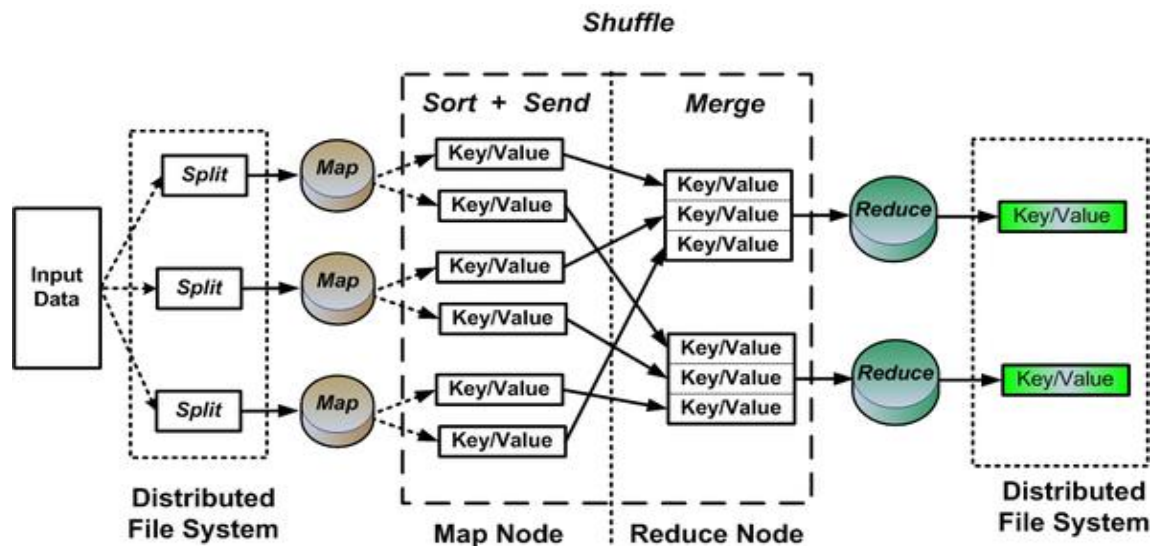 Shuffle
Sort + Send
Merge
Input
Data
Split
Split
Split
Map
Map
Map
Key/Value
Key/Value
Key/Value
Key/Value
Key/Value
Key/Value
Key/Value
Key/Value
Key/Value
Key/Value
Key/Value
Key/Value
Reduce
Reduce
Key/Value
Key/Value
Distributed
File System
Map Node
Reduce Node
Distributed
File System